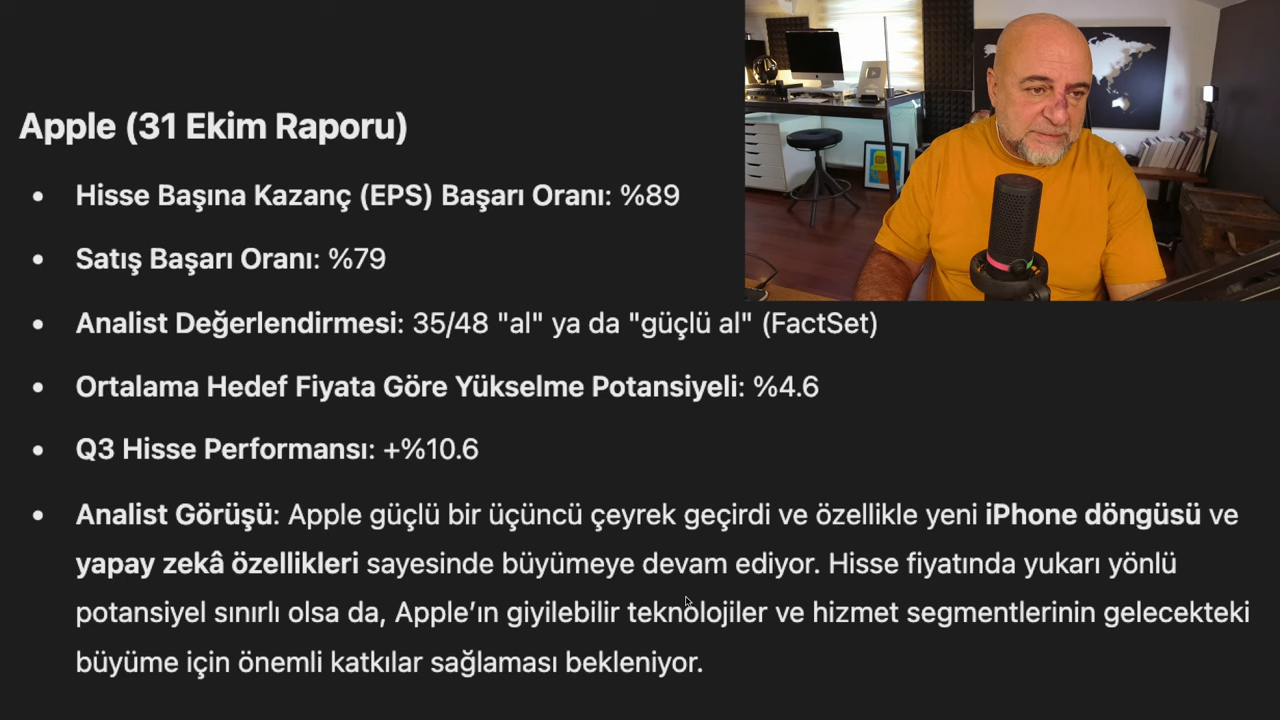 Apple (31 Ekim Raporu)
• Hisse Başına Kazanç (EPS) Başarı Oranı: %89
• Satış Başarı Oranı: %79
• Analist Değerlendirmesi: 35/48 "al" ya da "güçlü al" (FactSet)
• Ortalama Hedef Fiyata Göre Yükselme Potansiyeli: %4.6
• Q3 Hisse Performansı: +%10.6
• Analist Görüşü: Apple güçlü bir üçüncü çeyrek geçirdi ve özellikle yeni iPhone döngüsü ve
yapay zekâ özellikleri sayesinde büyümeye devam ediyor. Hisse fiyatında yukarı yönlü
potansiyel sınırlı olsa da, Apple’ın giyilebilir teknolojiler ve hizmet segmentlerinin gelecekteki
büyüme için önemli katkılar sağlaması bekleniyor.